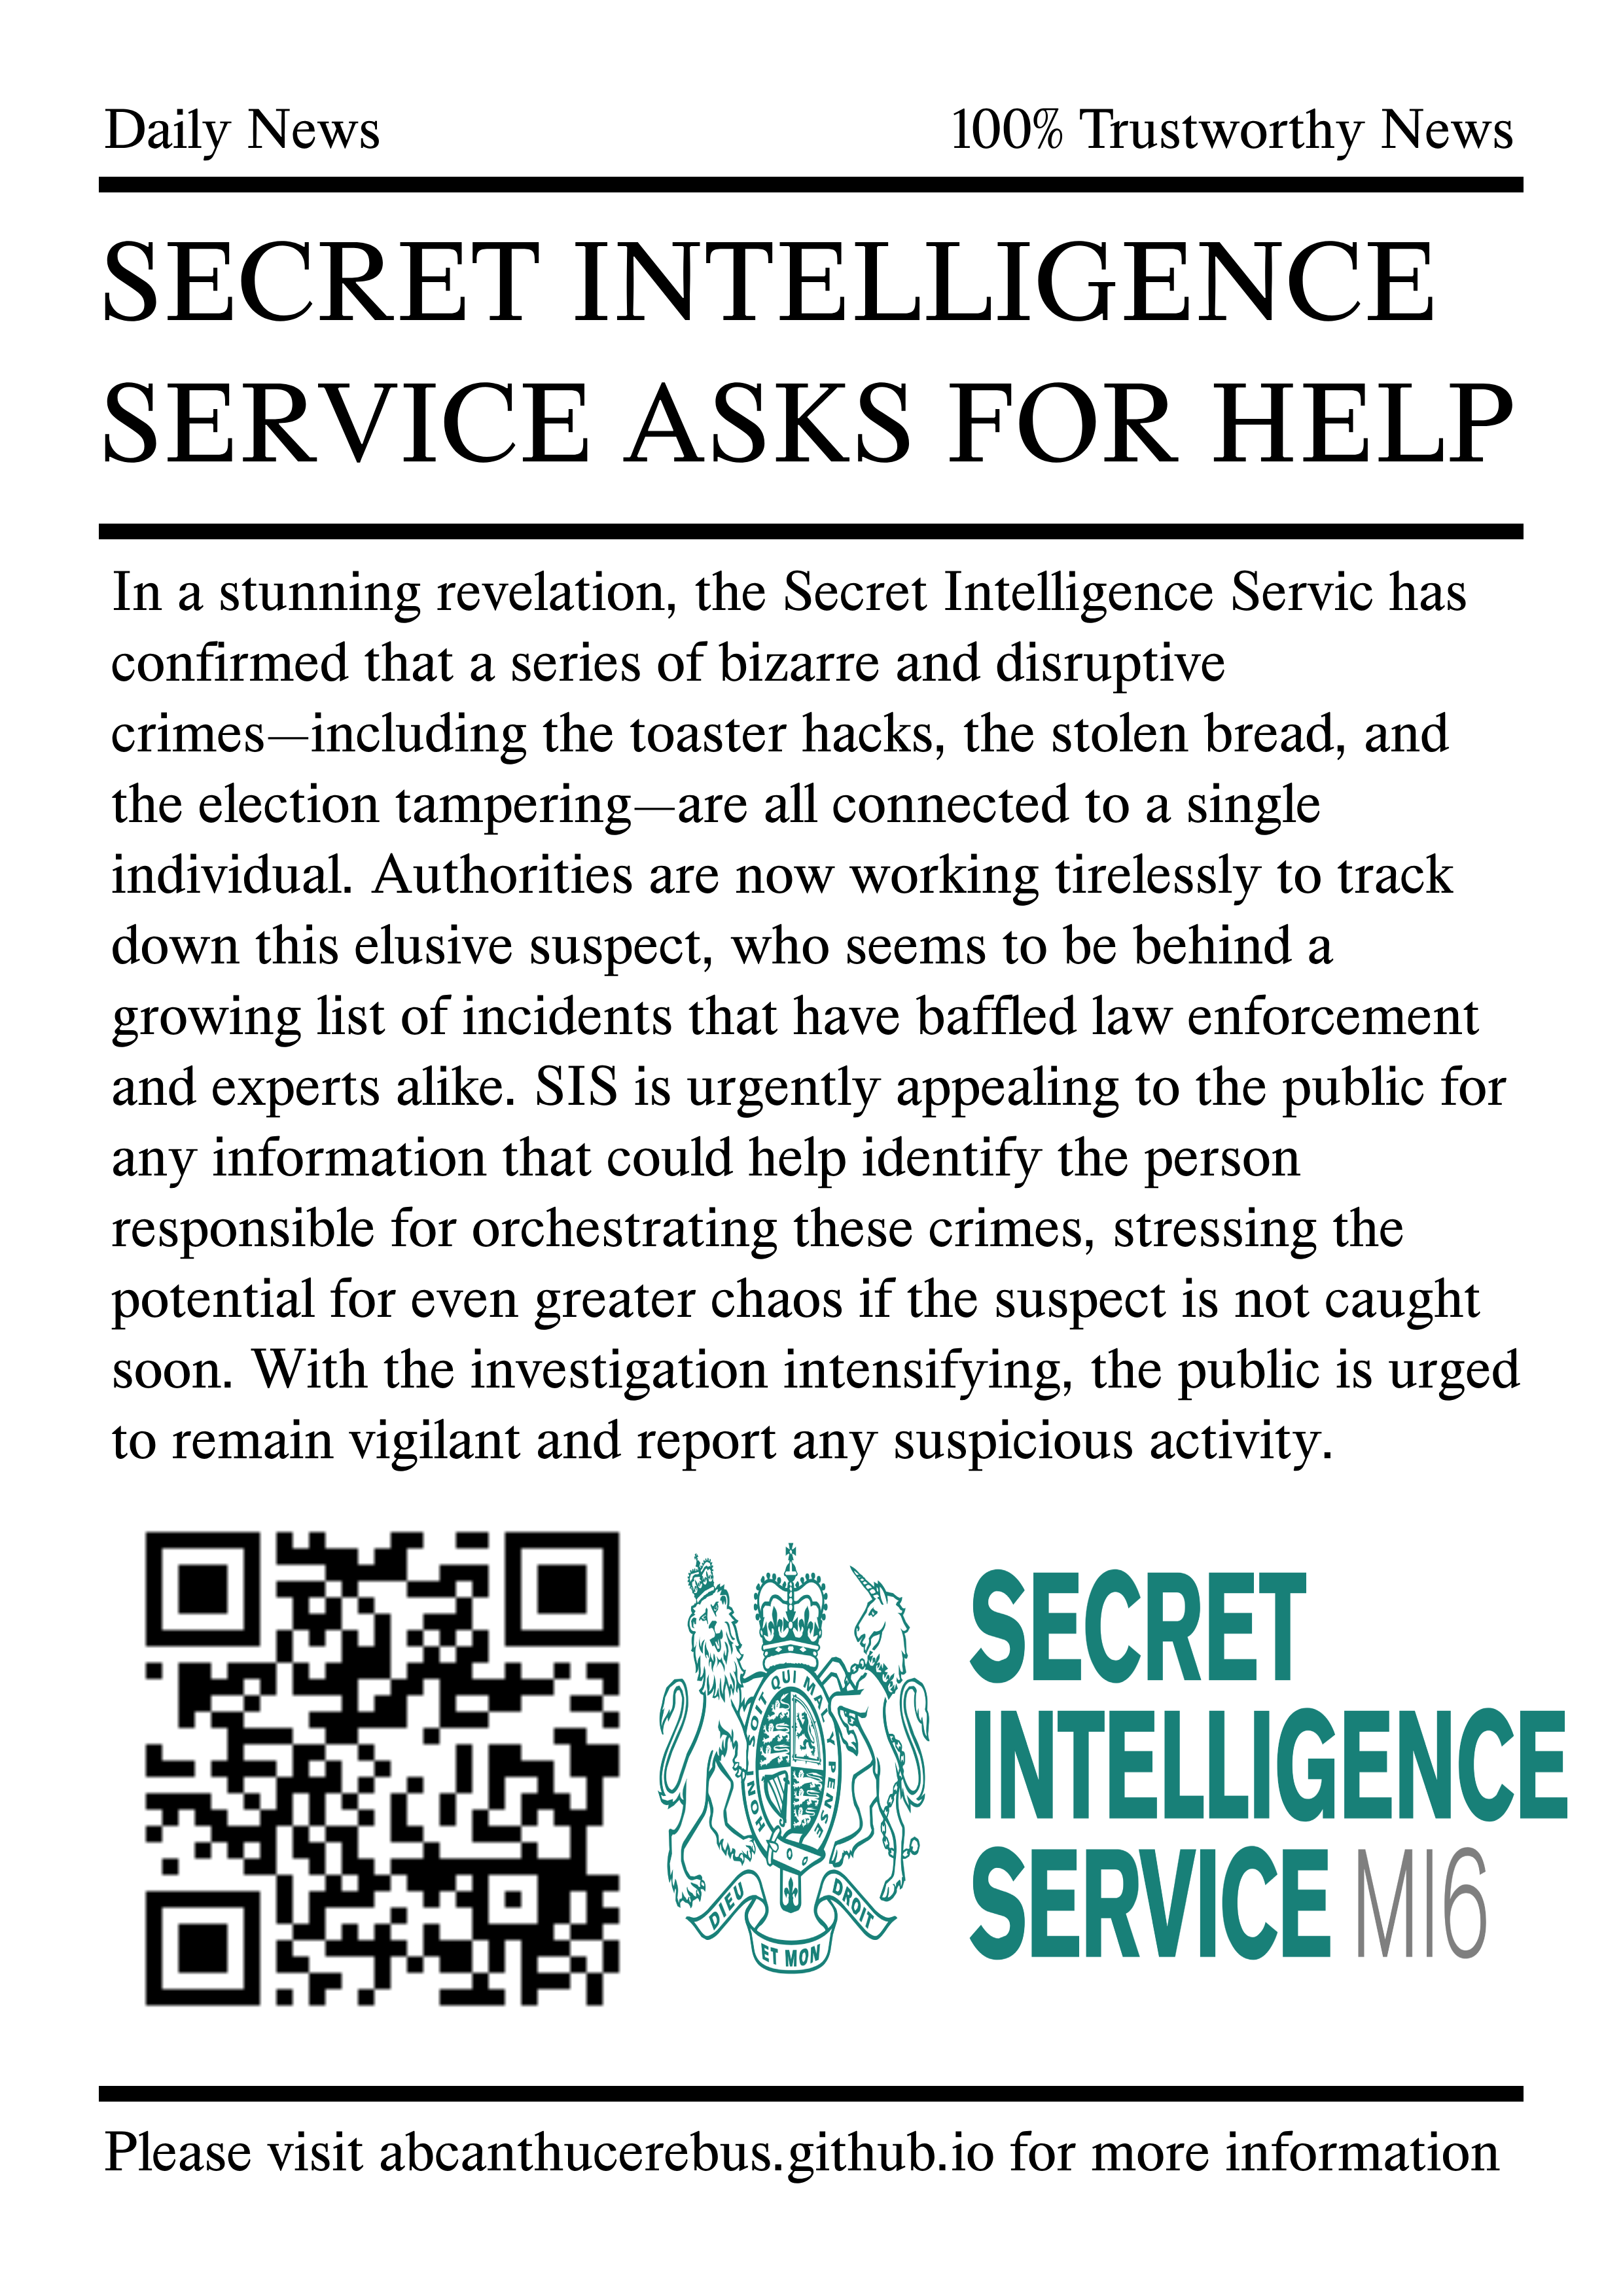 Daily News
100% Trustworthy News
SECRET INTELLIGENCE
SERVICE ASKS FOR HELP
In a stunning revelation, the Secret Intelligence Servic has
confirmed that a series of bizarre and disruptive
crimes—including the toaster hacks, the stolen bread, and
the election tampering—are all connected to a single
individual. Authorities are now working tirelessly to track
down this elusive suspect, who seems to be behind a
growing list of incidents that have baffled law enforcement
and experts alike. SIS is urgently appealing to the public for
any information that could help identify the person
responsible for orchestrating these crimes, stressing the
potential for even greater chaos if the suspect is not caught
soon. With the investigation intensifying, the public is urged
to remain vigilant and report any suspicious activity.
HONI SOIT QUI MAL Y PENSE
DIEU ET MON DROIT
SECRET
INTELLIGENCE
SERVICE MI6
Please visit abcanthucerebus.github.io for more information